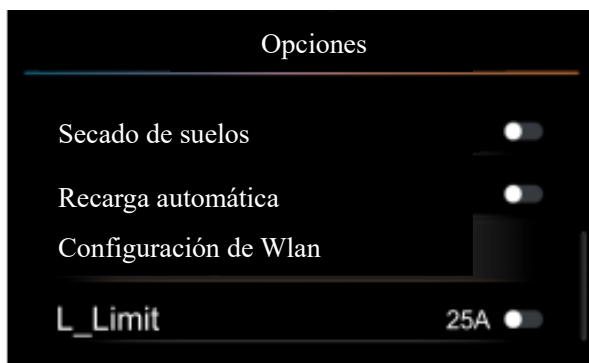 Opciones
Secado de suelos
Recarga automática
Configuración de Wlan
L_Limit 25A